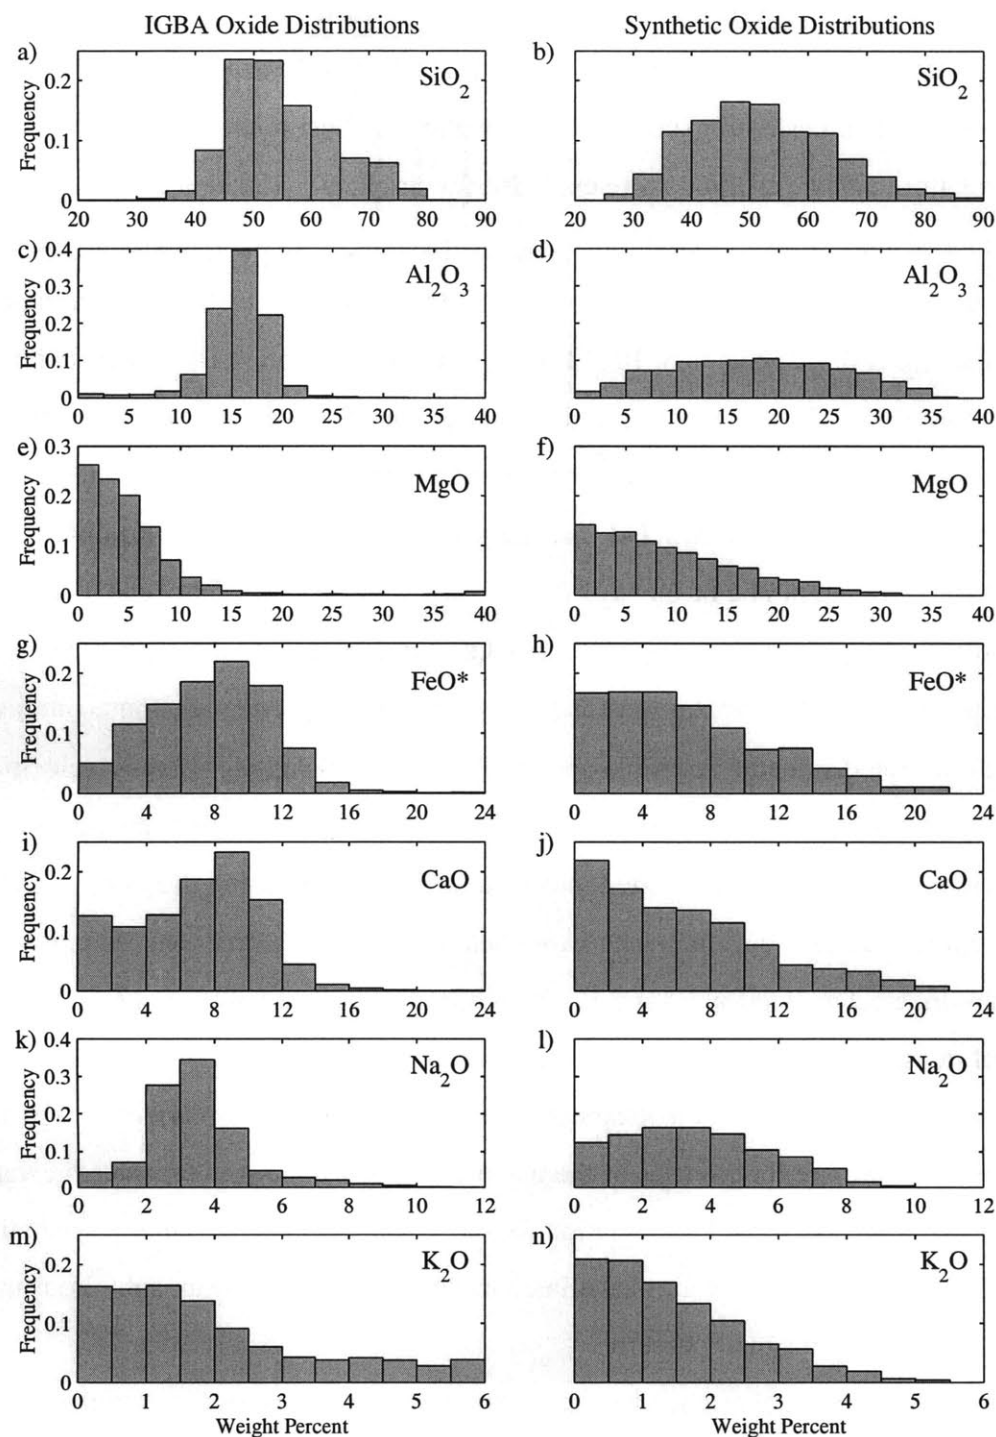 IGBA Oxide Distributions Synthetic Oxide Distributions
a) SiO2 b) SiO2
Frequency
0.2
0.1
0
20 30 40 50 60 70 80 90 20 30 40 50 60 70 80 90
c) Al2O3 d) Al2O3
Frequency
0.4
0.3
0.2
0.1
0
0 5 10 15 20 25 30 35 40 0 5 10 15 20 25 30 35 40
e) MgO f) MgO
Frequency
0.3
0.2
0.1
0
0 5 10 15 20 25 30 35 40 0 5 10 15 20 25 30 35 40
g) FeO* h) FeO*
Frequency
0.2
0.1
0
0 4 8 12 16 20 24 0 4 8 12 16 20 24
i) CaO j) CaO
Frequency
0.2
0.1
0
0 4 8 12 16 20 24 0 4 8 12 16 20 24
k) Na2O l) Na2O
Frequency
0.4
0.3
0.2
0.1
0
0 2 4 6 8 10 12 0 2 4 6 8 10 12
m) K2O n) K2O
Frequency
0.2
0.1
0
0 1 2 3 4 5 6 0 1 2 3 4 5 6
Weight Percent Weight Percent